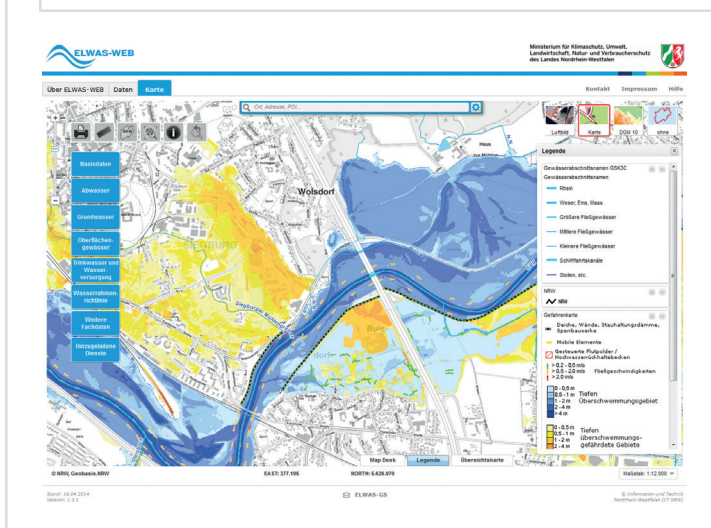 ELWAS-WEB
Ministerium für Klimaschutz, Umwelt,
Landwirtschaft, Natur- und Verbraucherschutz
des Landes Nordrhein-Westfalen
Über ELWAS-WEB Daten Karte
Kontakt Impressum Hilfe
Ort, Adresse, POI..
Luftbild Karte DGM 10 ohne
Basisdaten
Abwasser
Grundwasser
Oberflächen-
gewässer
Trinkwasser und
Wasser-
versorgung
Wasserrahmen-
richtlinie
Weitere
Fachdaten
Hinzugeladene
Dienste
Haus
Wolsdorf
SIEGBURG
Siegburger Mühlengraben
Legende
Gewässerabschnittsnamen GSK3C
Gewässerabschnittsnamen
Rhein
Weser, Ems, Maas
Größere Fließgewässer
Mittlere Fließgewässer
Kleinere Fließgewässer
Schifffahrtskanäle
Stollen, etc.
NRW
NRW
Gefahrenkarte
Deiche, Wände, Stauhaltungsdämme,
Sperrbauwerke
Mobile Elemente
Gesteuerte Flutpolder /
Hochwasserrückhaltebecken
> 0.2 - 0.5 m/s
> 0.5 - 2.0 m/s Fließgeschwindigkeiten
> 2.0 m/s
0 - 0,5 m
0,5 - 1 m Tiefen
1 - 2 m Überschwemmungsgebiet
2 - 4 m
> 4 m
0 - 0,5 m Tiefen
0,5 - 1 m überschwemmungs-
1 - 2 m gefährdete Gebiete
2 - 4 m
Map Desk Legende Übersichtskarte
© NRW, Geobasis.NRW EAST: 377.195 NORTH: 5.626.970 Maßstab: 1:12.000
Stand: 16.04.2014
Version: 1.3.1
ELWAS-GS
© Information und Technik
Nordrhein-Westfalen (IT.NRW)